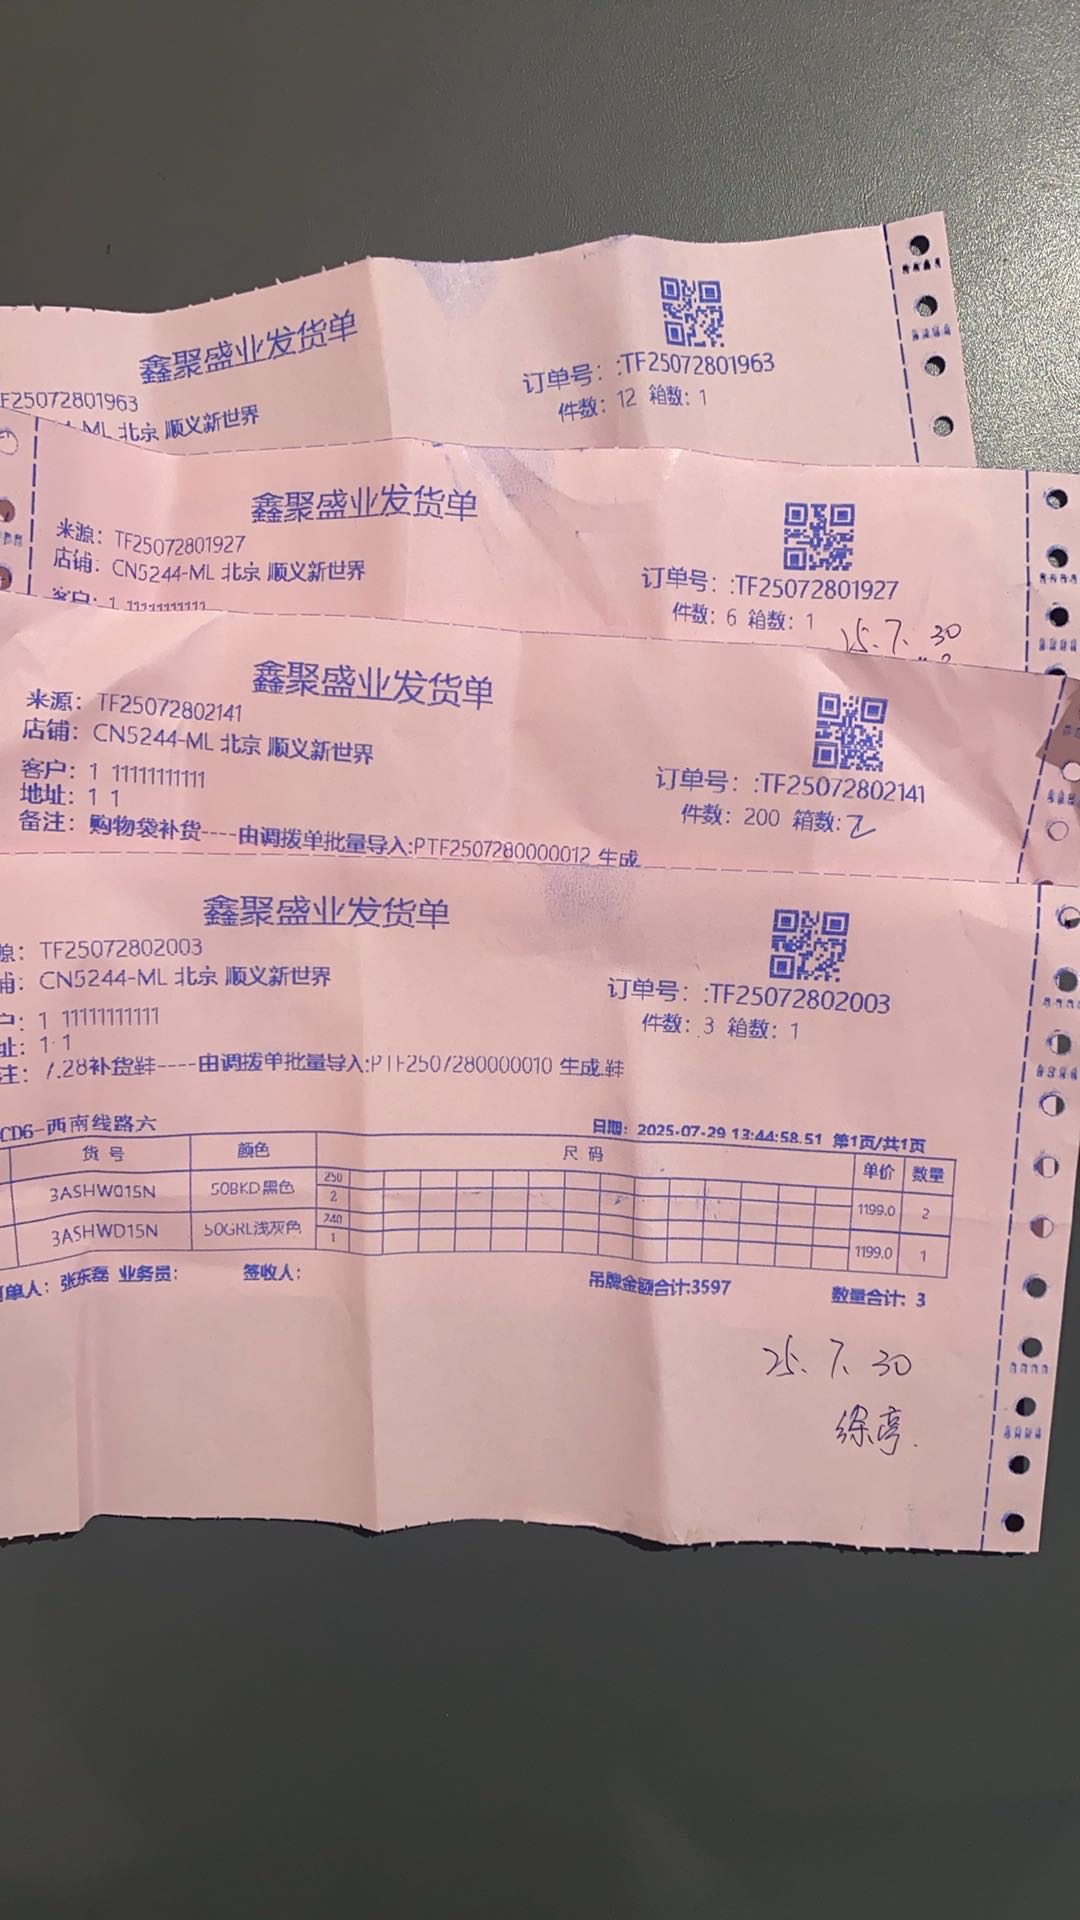 鑫聚盛业发货单
订单号：:TF25072801963
件数：12 箱数：1
F25072801963
-ML 北京 顺义新世界
鑫聚盛业发货单
来源：TF25072801927
店铺：CN5244-ML 北京 顺义新世界
客户：1 11111111111
订单号：:TF25072801927
件数：6 箱数：1
25.7.30
鑫聚盛业发货单
来源：TF25072802141
店铺：CN5244-ML 北京 顺义新世界
客户：1 11111111111
地址：1 1
备注：购物袋补货----由调拨单批量导入:PTF2507280000012 生成
订单号：:TF25072802141
件数：200 箱数:2
鑫聚盛业发货单
源：TF25072802003
铺：CN5244-ML 北京 顺义新世界
户：1 11111111111
址：1 1
注：7.28补货鞋----由调拨单批量导入:PTF2507280000010 生成.鞋
订单号：:TF25072802003
件数：3 箱数：1
CD6-西南线路六
日期：2025-07-29 13:44:58.51 第1页/共1页
货号 颜色 尺码 单价 数量
250
3ASHW015N 50BKD黑色 2 1199.0 2
240
3ASHWD15N 50GRL浅灰色 1 1199.0 1
订单人：张东磊 业务员： 签收人： 吊牌金额合计:3597 数量合计：3
25.7.30